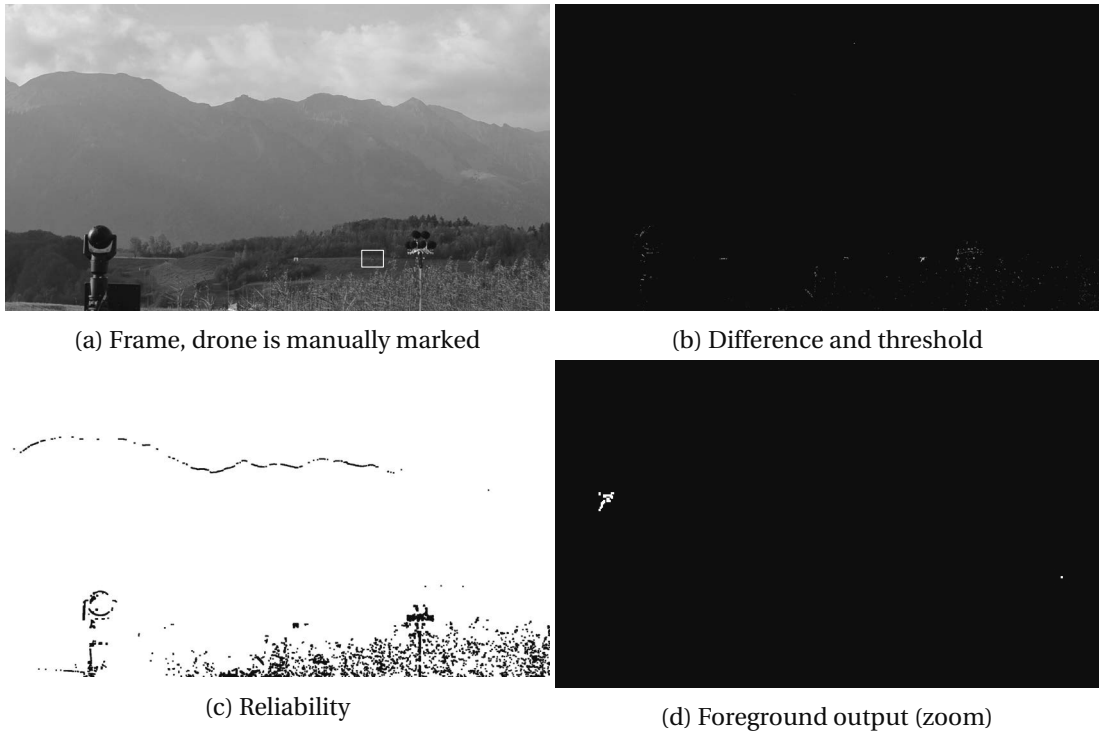 (a) Frame, drone is manually marked
(b) Difference and threshold
(c) Reliability
(d) Foreground output (zoom)